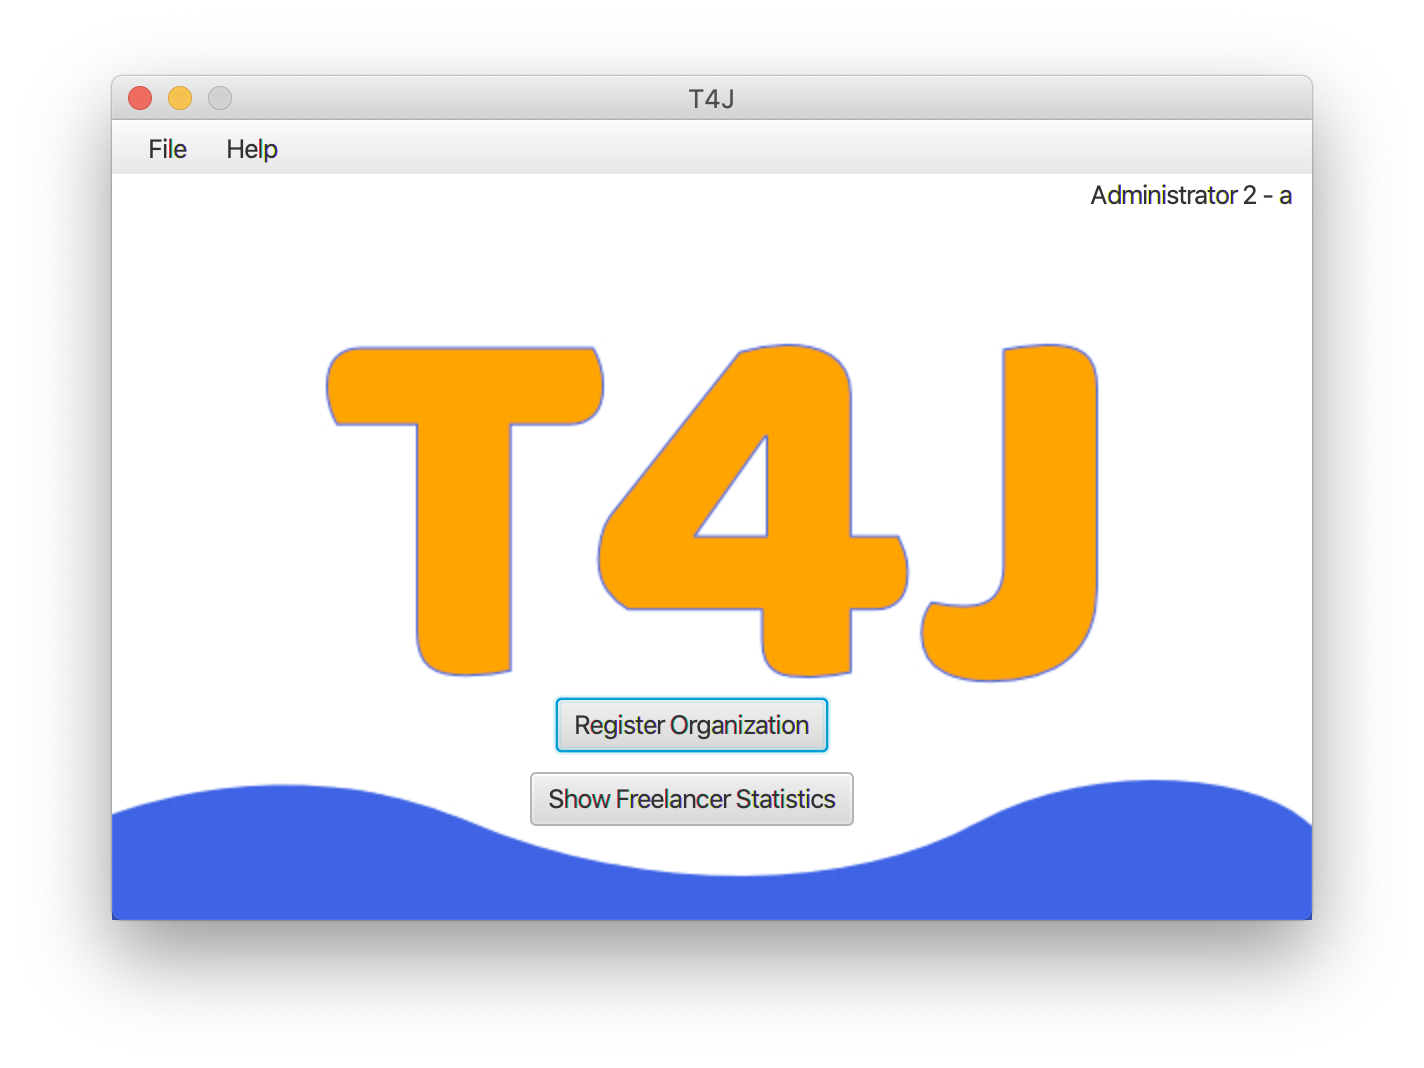 T4J
File Help
Administrator 2 - a
T4J
Register Organization
Show Freelancer Statistics